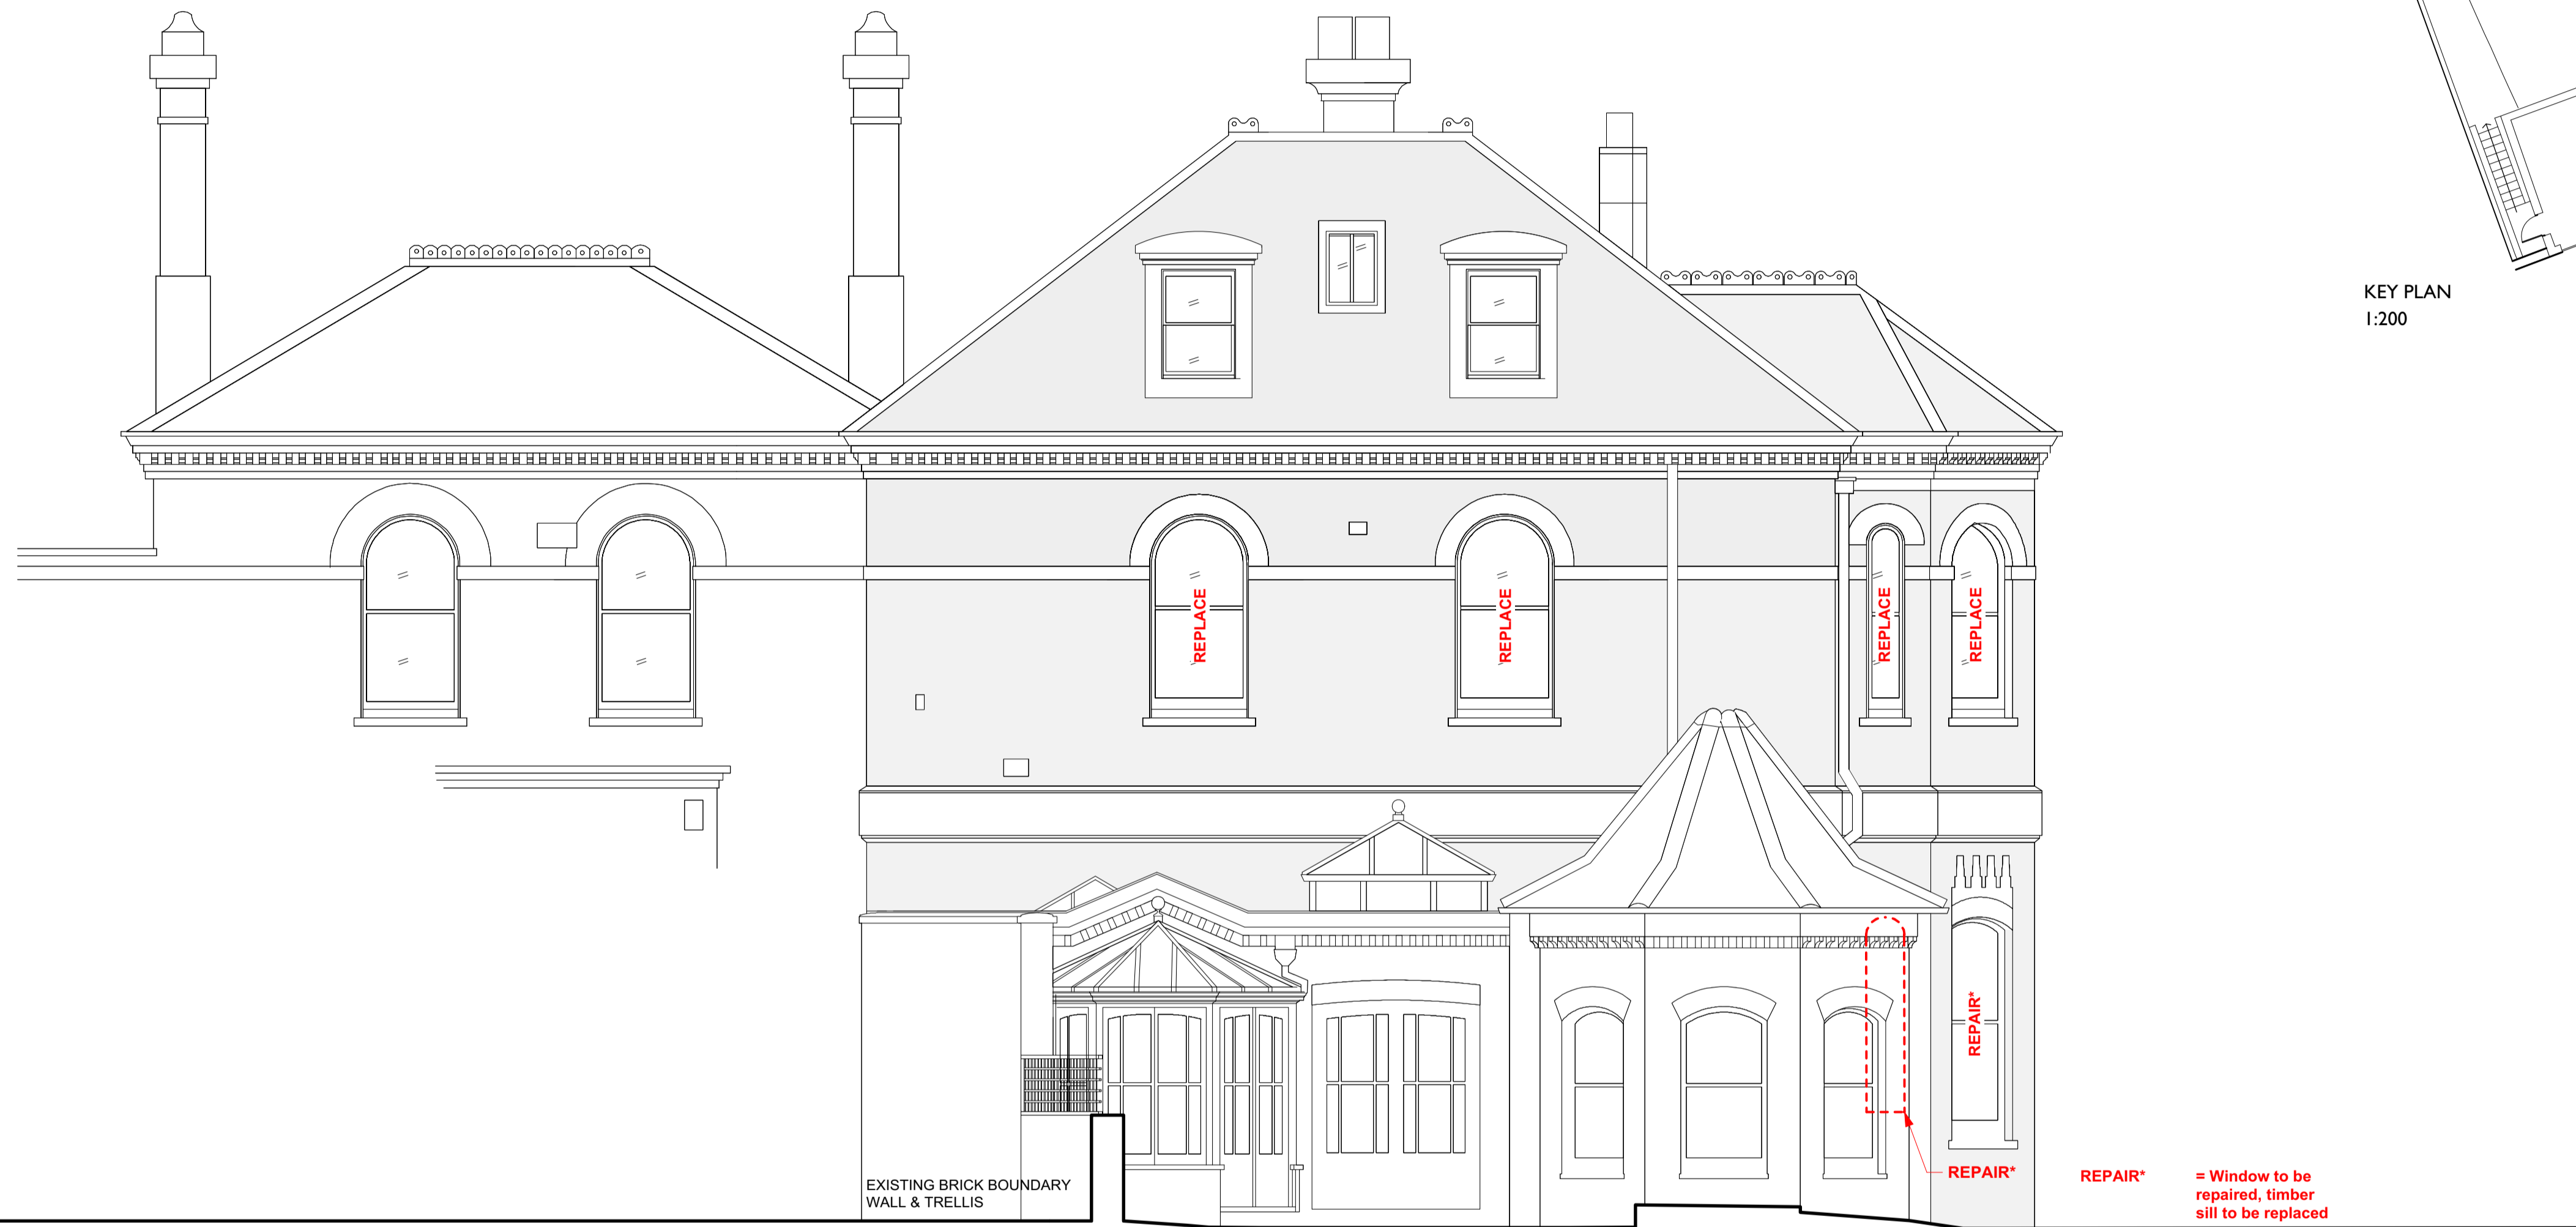 KEY PLAN
1:200
REPLACE
REPLACE
REPLACE
REPLACE
REPAIR*
EXISTING BRICK BOUNDARY
WALL & TRELLIS
REPAIR*
REPAIR*
= Window to be
repaired, timber
sill to be replaced